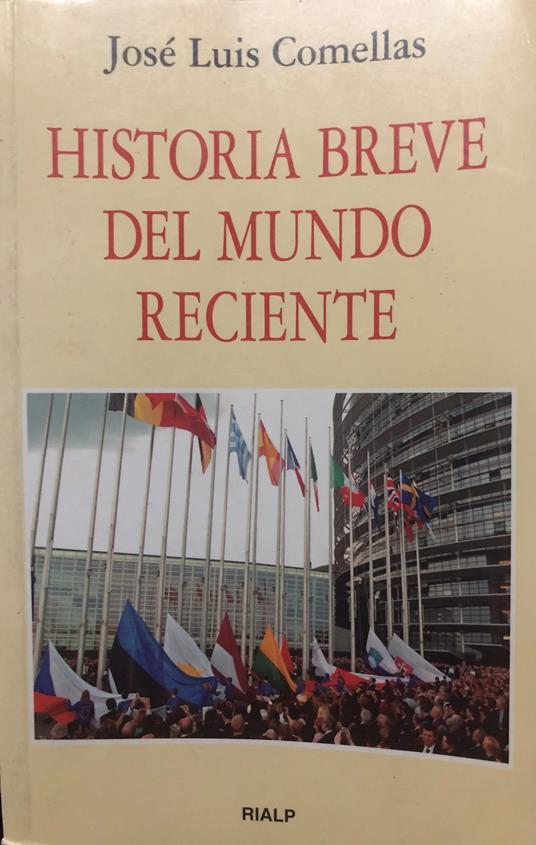 José Luis Comellas
HISTORIA BREVE
DEL MUNDO
RECIENTE
RIALP